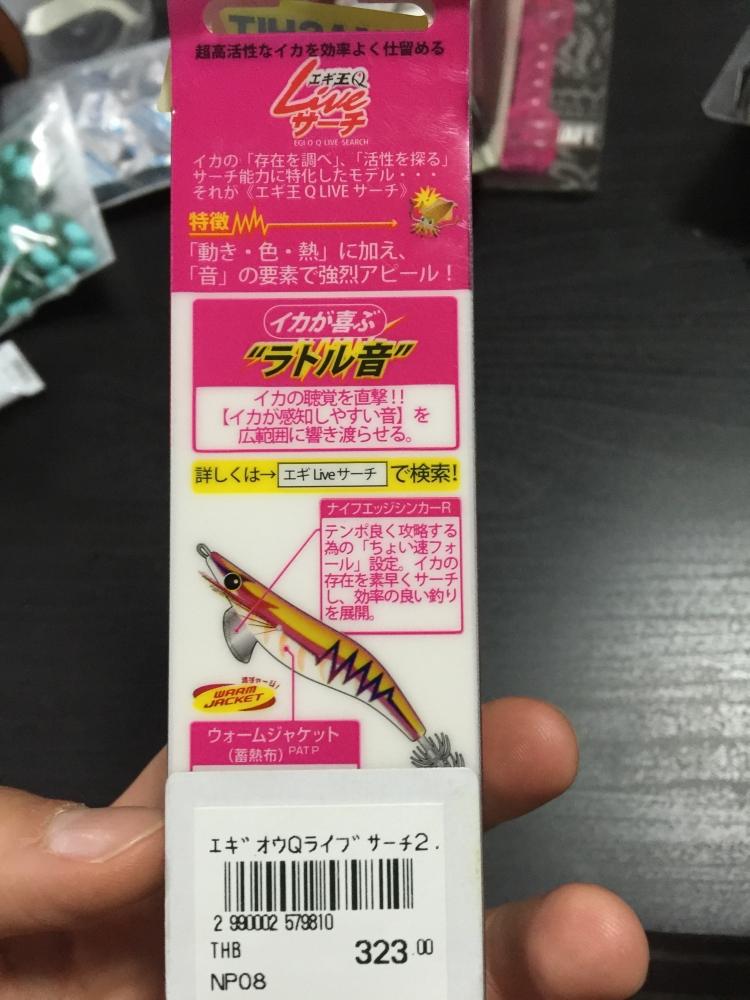 超高活性なイカを効率よく仕留める
エギ王Q
Live
サーチ
EGI O Q LIVE SEARCH
イカの「存在を調べ」、「活性を探る」
サーチ能力に特化したモデル・・・
それが《エギ王 Q LIVE サーチ》
特徴
「動き・色・熱」に加え、
「音」の要素で強烈アピール！
イカが喜ぶ
“ラトル音”
イカの聴覚を直撃!!
【イカが感知しやすい音】を
広範囲に響き渡らせる。
詳しくは→ エギ Liveサーチ で検索!
ナイフエッジシンカーR
テンポ良く攻略する
為の「ちょい速フォ
ール」設定。イカの
存在を素早くサーチ
し、効率の良い釣り
を展開。
WARM
JACKET
ウォームジャケット
(蓄熱布) PAT P
エギオウQライブサーチ2.
2 990002 579810
THB 323.00
NP08